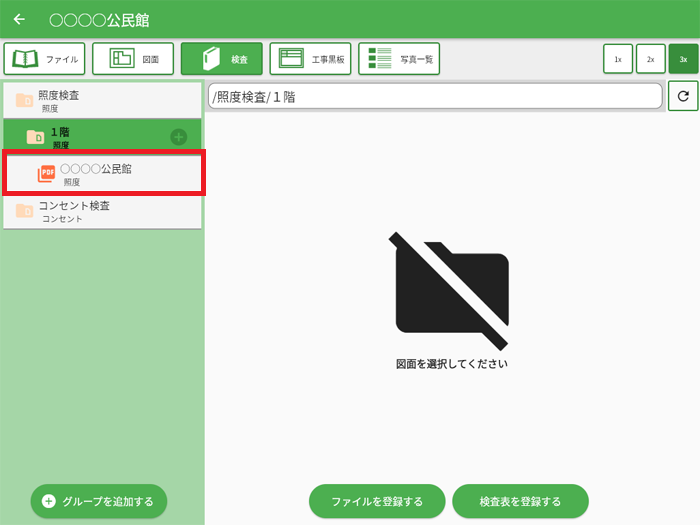 ○○○○公民館
ファイル
図面
検査
工事黒板
写真一覧
1x
2x
3x
照度検査
照度
１階
照度
PDF
○○○○公民館
照度
コンセント検査
コンセント
/照度検査/１階
図面を選択してください
グループを追加する
ファイルを登録する
検査表を登録する